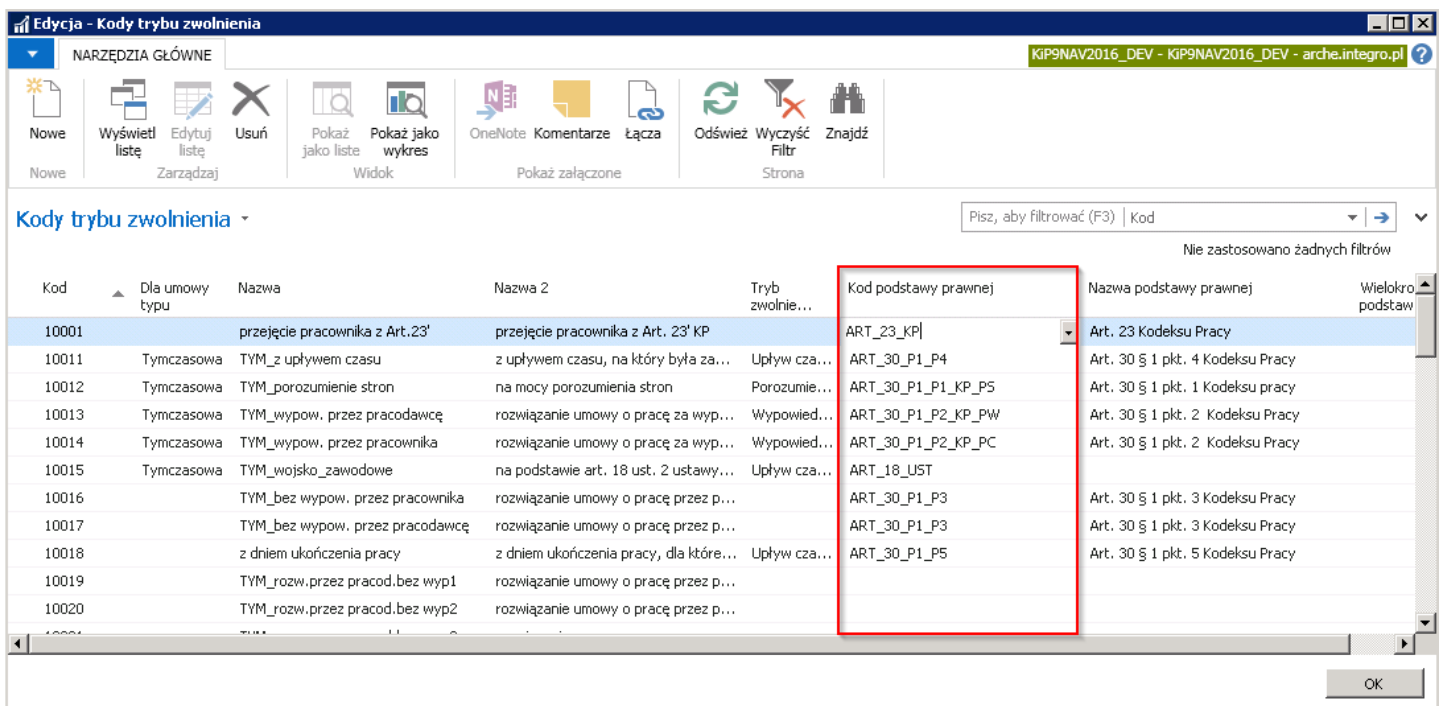 Edycja - Kody trybu zwolnienia
NARZĘDZIA GŁÓWNE
KiP9NAV2016_DEV - KiP9NAV2016_DEV - arche.integro.pl
Nowe
Wyświetl listę
Edytuj listę
Usuń
Pokaż jako liste
Pokaż jako wykres
OneNote
Komentarze
Łącza
Odśwież
Wyczyść Filtr
Znajdź
Nowe
Zarządzaj
Widok
Pokaż załączone
Strona
Kody trybu zwolnienia
Pisz, aby filtrować (F3) Kod
Nie zastosowano żadnych filtrów
Kod Dla umowy typu Nazwa Nazwa 2 Tryb zwolnie... Kod podstawy prawnej Nazwa podstawy prawnej Wielokro podstaw
10001 przejęcie pracownika z Art.23' przejęcie pracownika z Art. 23' KP ART_23_KP Art. 23 Kodeksu Pracy
10011 Tymczasowa TYM_z upływem czasu z upływem czasu, na który była za... Upływ cza... ART_30_P1_P4 Art. 30 § 1 pkt. 4 Kodeksu Pracy
10012 Tymczasowa TYM_porozumienie stron na mocy porozumienia stron Porozumie... ART_30_P1_P1_KP_PS Art. 30 § 1 pkt. 1 Kodeksu Pracy
10013 Tymczasowa TYM_wypow. przez pracodawcę rozwiązanie umowy o pracę za wyp... Wypowied... ART_30_P1_P2_KP_PW Art. 30 § 1 pkt. 2 Kodeksu Pracy
10014 Tymczasowa TYM_wypow. przez pracownika rozwiązanie umowy o pracę za wyp... Wypowied... ART_30_P1_P2_KP_PC Art. 30 § 1 pkt. 2 Kodeksu Pracy
10015 Tymczasowa TYM_wojsko_zawodowe na podstawie art. 18 ust. 2 ustawy... Upływ cza... ART_18_UST
10016 TYM_bez wypow. przez pracownika rozwiązanie umowy o pracę przez p... ART_30_P1_P3 Art. 30 § 1 pkt. 3 Kodeksu Pracy
10017 TYM_bez wypow. przez pracodawcę rozwiązanie umowy o pracę przez p... ART_30_P1_P3 Art. 30 § 1 pkt. 3 Kodeksu Pracy
10018 z dniem ukończenia pracy z dniem ukończenia pracy, dla które... Upływ cza... ART_30_P1_P5 Art. 30 § 1 pkt. 5 Kodeksu Pracy
10019 TYM_rozw.przez pracod.bez wyp1 rozwiązanie umowy o pracę przez p...
10020 TYM_rozw.przez pracod.bez wyp2 rozwiązanie umowy o pracę przez p...
OK